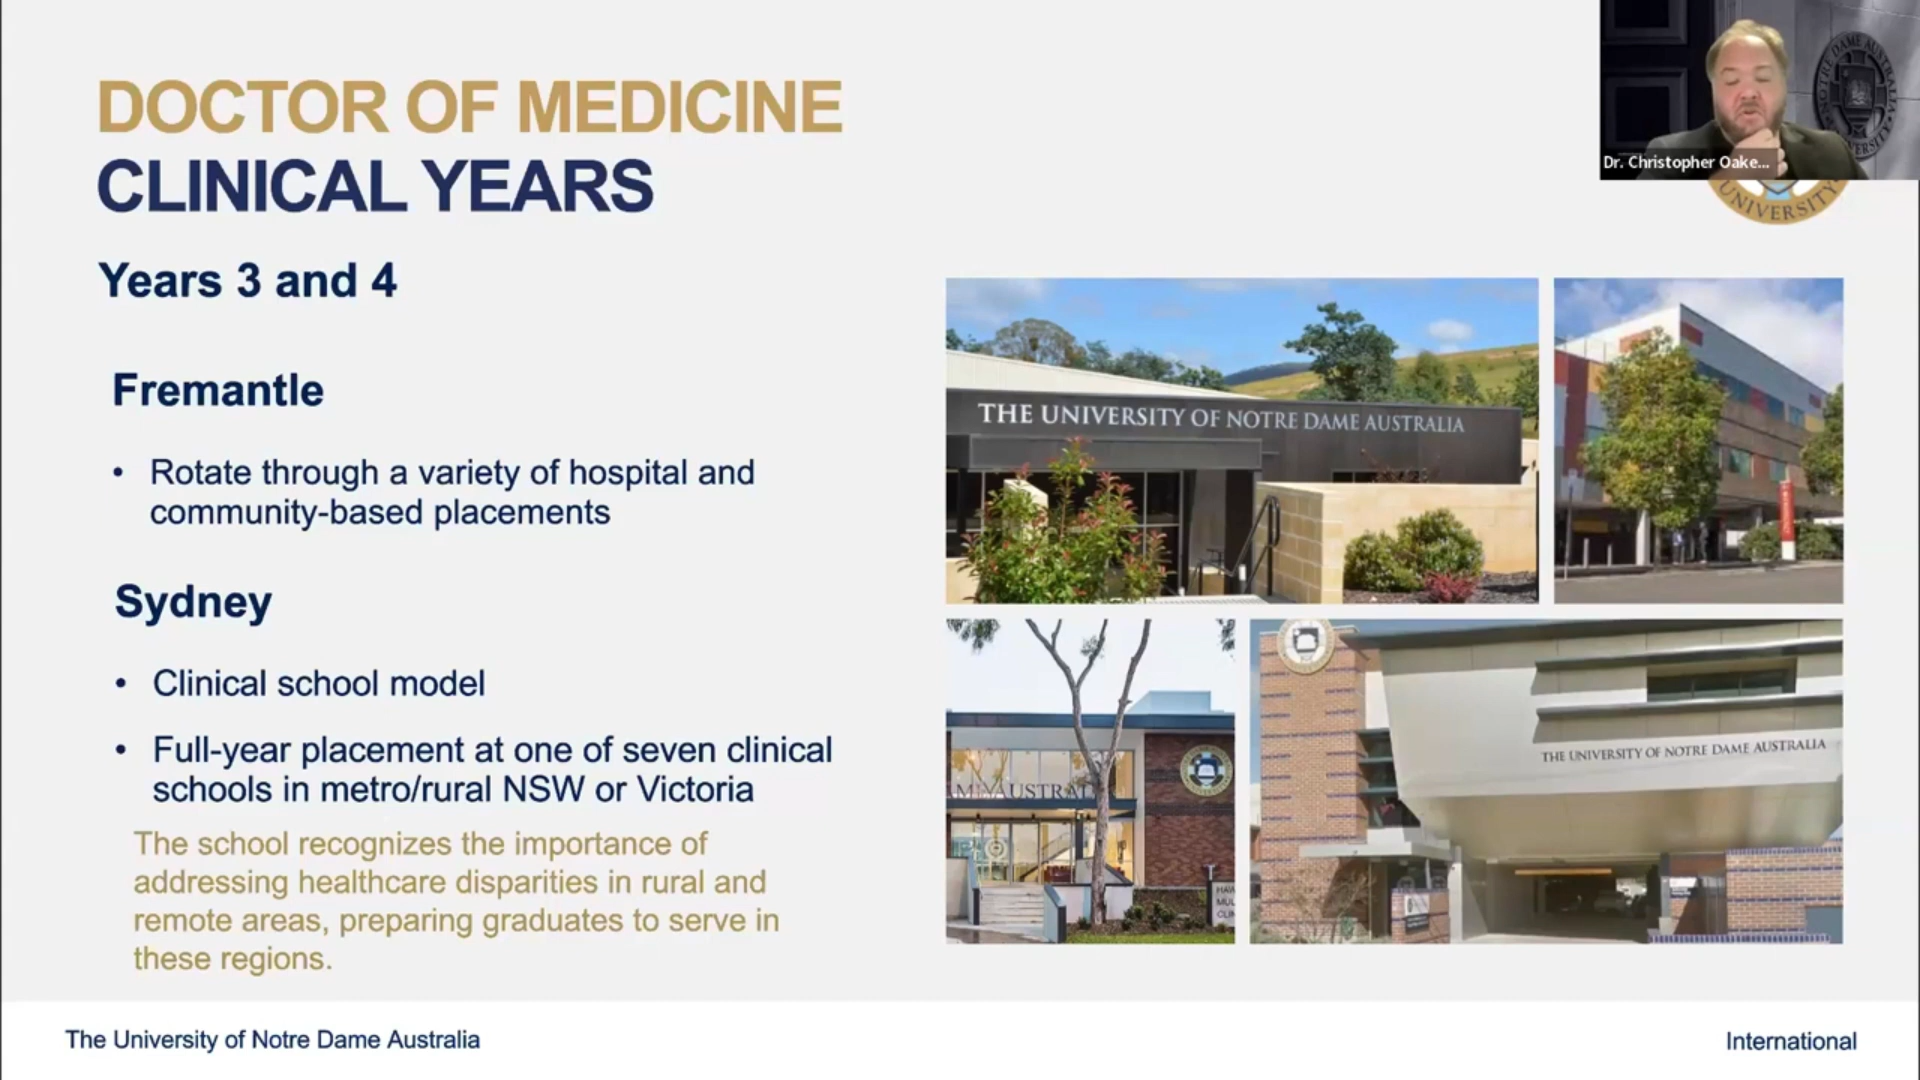 DOCTOR OF MEDICINE
CLINICAL YEARS
Years 3 and 4
Fremantle
• Rotate through a variety of hospital and
community-based placements
Sydney
• Clinical school model
• Full-year placement at one of seven clinical
schools in metro/rural NSW or Victoria
The school recognizes the importance of
addressing healthcare disparities in rural and
remote areas, preparing graduates to serve in
these regions.
NOTRE DAME AUSTRALIA
Dr. Christopher Oake...
UNIVERSITY
THE UNIVERSITY OF NOTRE DAME AUSTRALIA
THE UNIVERSITY OF NOTRE DAME AUSTRALIA
The University of Notre Dame Australia
International